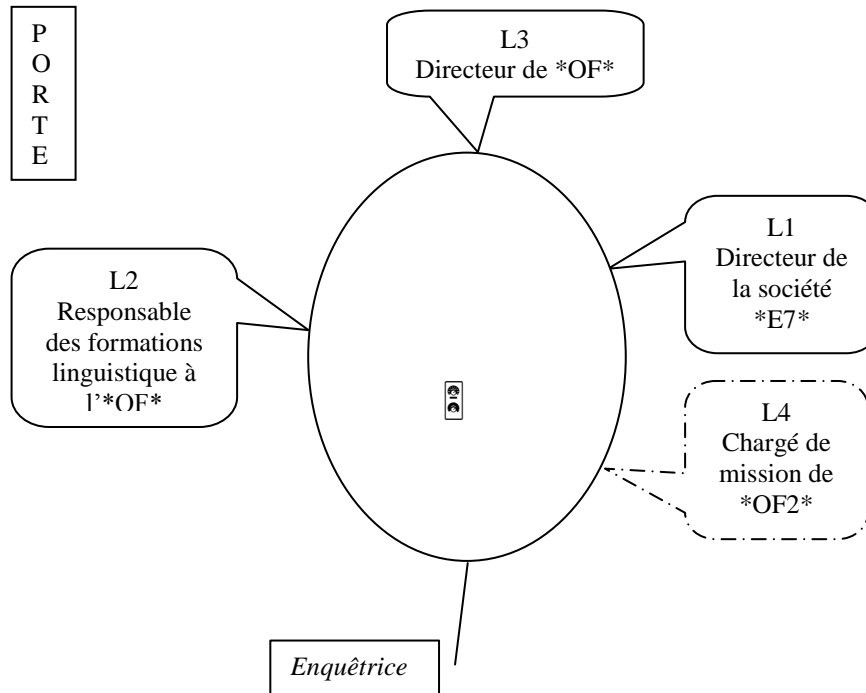 P
O
R
T
E
L3
Directeur de *OF*
L1
Directeur de
la société
*E7*
L2
Responsable
des formations
linguistique à
l’*OF*
L4
Chargé de
mission de
*OF2*
Enquêtrice